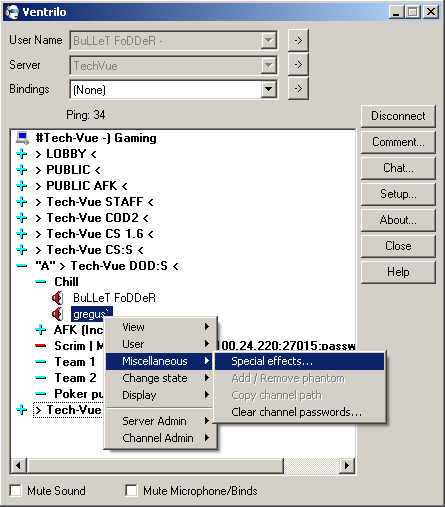 Ventrilo
User Name BuLLeT FoDDeR - ->
Server TechVue ->
Bindings (None) ->
Ping: 34
Disconnect
Comment...
Chat...
Setup...
About...
Close
Help
#Tech-Vue -) Gaming
> LOBBY <
> PUBLIC <
> PUBLIC AFK <
> Tech-Vue STAFF <
> Tech-Vue COD2 <
> Tech-Vue CS 1.6 <
> Tech-Vue CS:S <
"A" > Tech-Vue DOD:S <
Chill
BuLLeT FoDDeR
gregus`
AFK (Inc
Scrim ( M 100.24.220:27015:passw
Team 1
Team 2
Poker pu
> Tech-Vue
View
User
Miscellaneous
Change state
Display
Server Admin
Channel Admin
Special effects...
Add / Remove phantom
Copy channel path
Clear channel passwords...
Mute Sound Mute Microphone/Binds